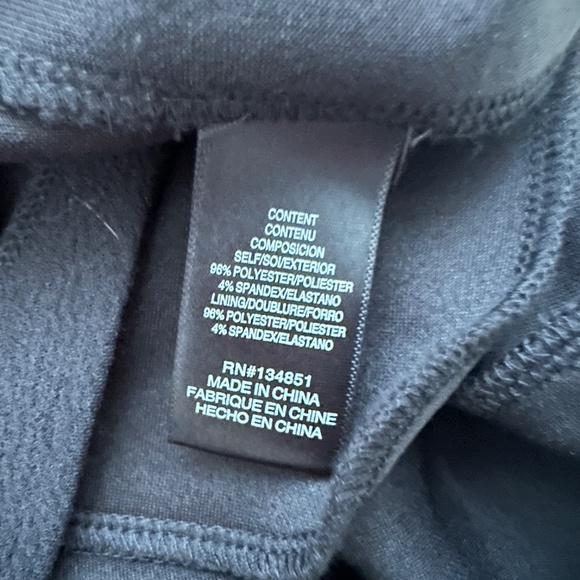 CONTENT
CONTENU
COMPOSICION
SELF/SOI/EXTERIOR
96% POLYESTER/POLIESTER
4% SPANDEX/ELASTANO
LINING/DOUBLURE/FORRO
96% POLYESTER/POLIESTER
4% SPANDEX/ELASTANO
RN#134851
MADE IN CHINA
FABRIQUE EN CHINE
HECHO EN CHINA